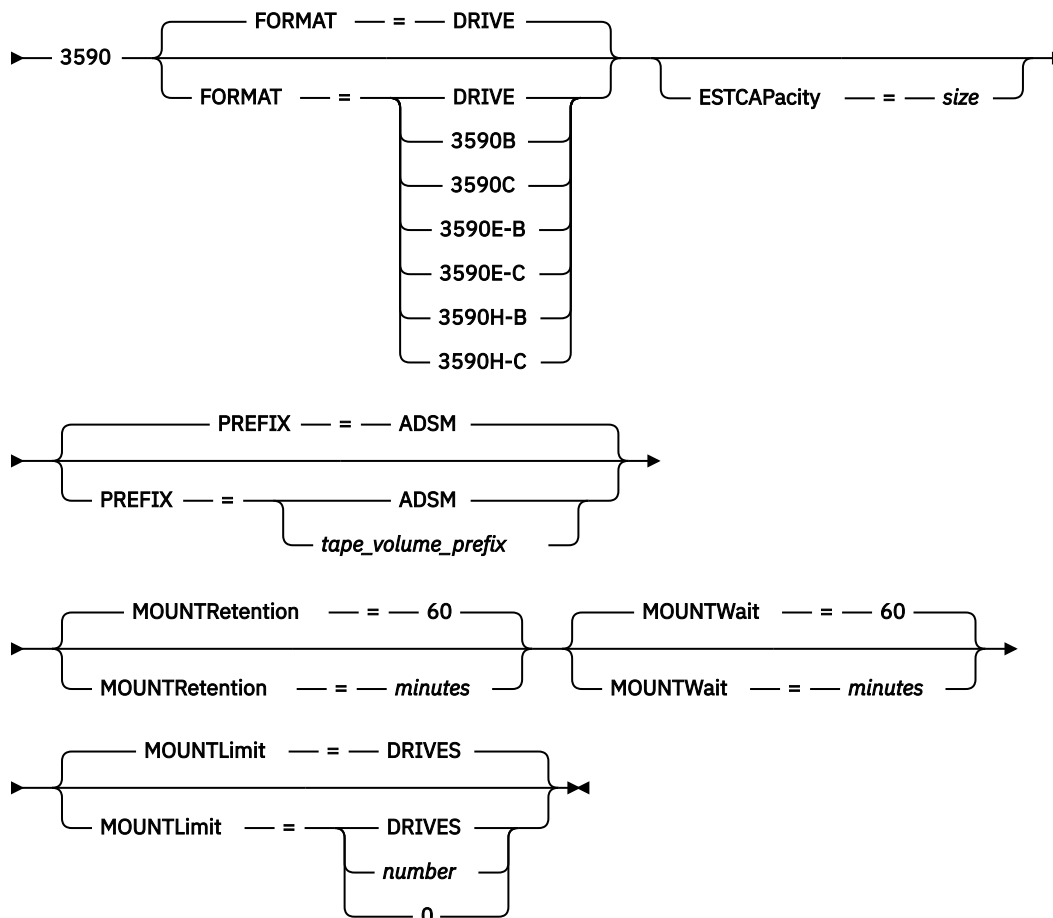 FORMAT = DRIVE
3590
FORMAT = DRIVE ESTCAPacity = size
3590B
3590C
3590E-B
3590E-C
3590H-B
3590H-C
PREFIX = ADSM
PREFIX = ADSM
tape_volume_prefix
MOUNTRetention = 60 MOUNTWait = 60
MOUNTRetention = minutes MOUNTWait = minutes
MOUNTLimit = DRIVES
MOUNTLimit = DRIVES
number
0